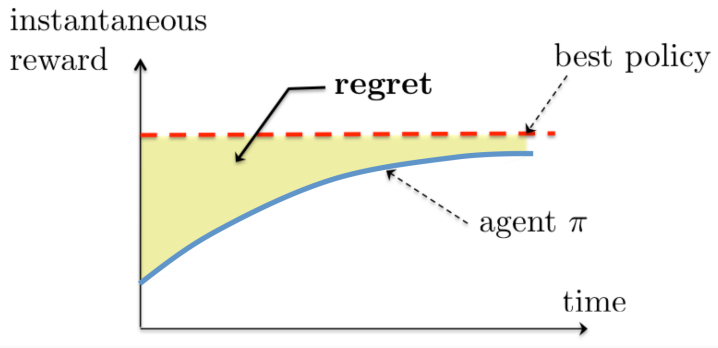 instantaneous
reward
best policy
regret
agent π
time